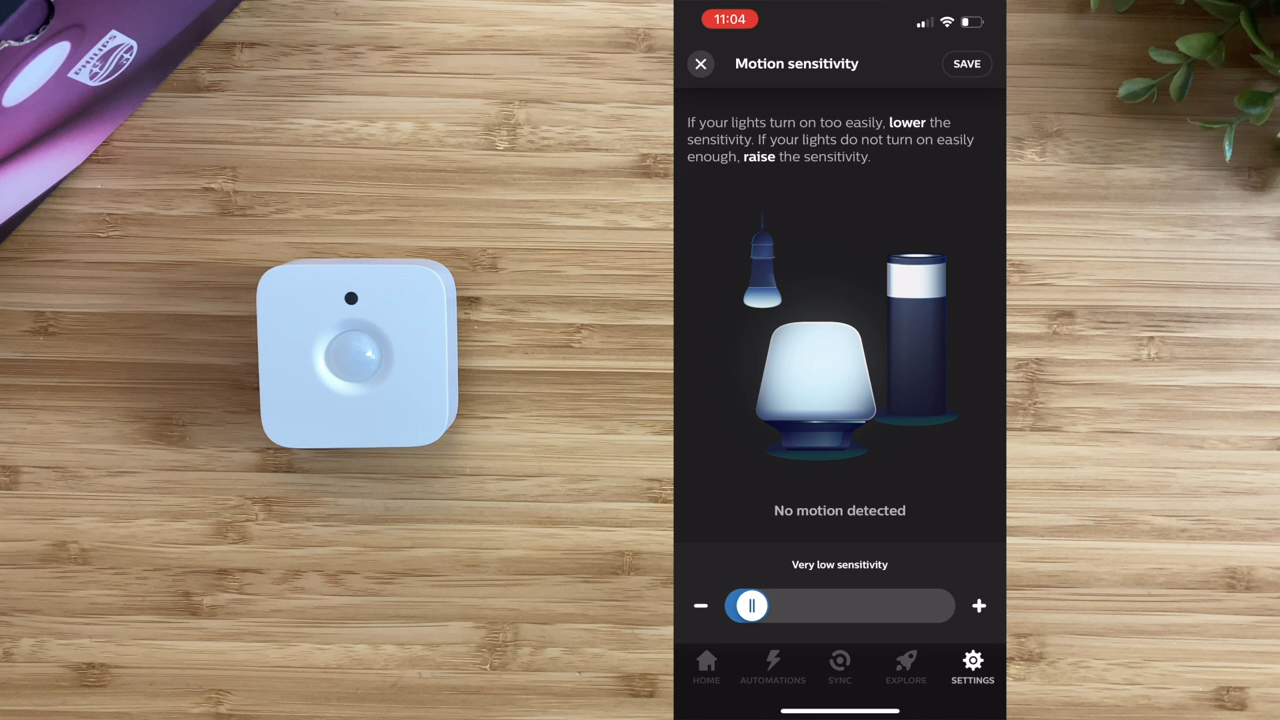 PHILIPS
11:04
Motion sensitivity
SAVE
If your lights turn on too easily, lower the
sensitivity. If your lights do not turn on easily
enough, raise the sensitivity.
No motion detected
Very low sensitivity
HOME
AUTOMATIONS
SYNC
EXPLORE
SETTINGS